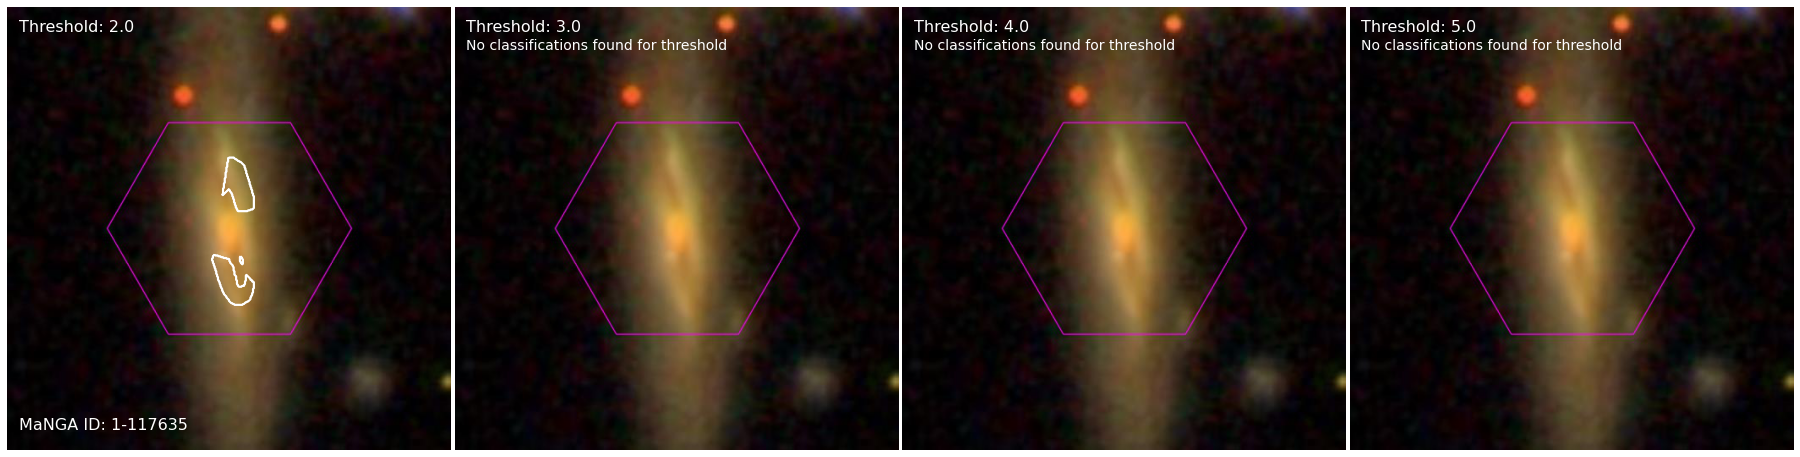 Threshold: 2.0
MaNGA ID: 1-117635
Threshold: 3.0
No classifications found for threshold
Threshold: 4.0
No classifications found for threshold
Threshold: 5.0
No classifications found for threshold